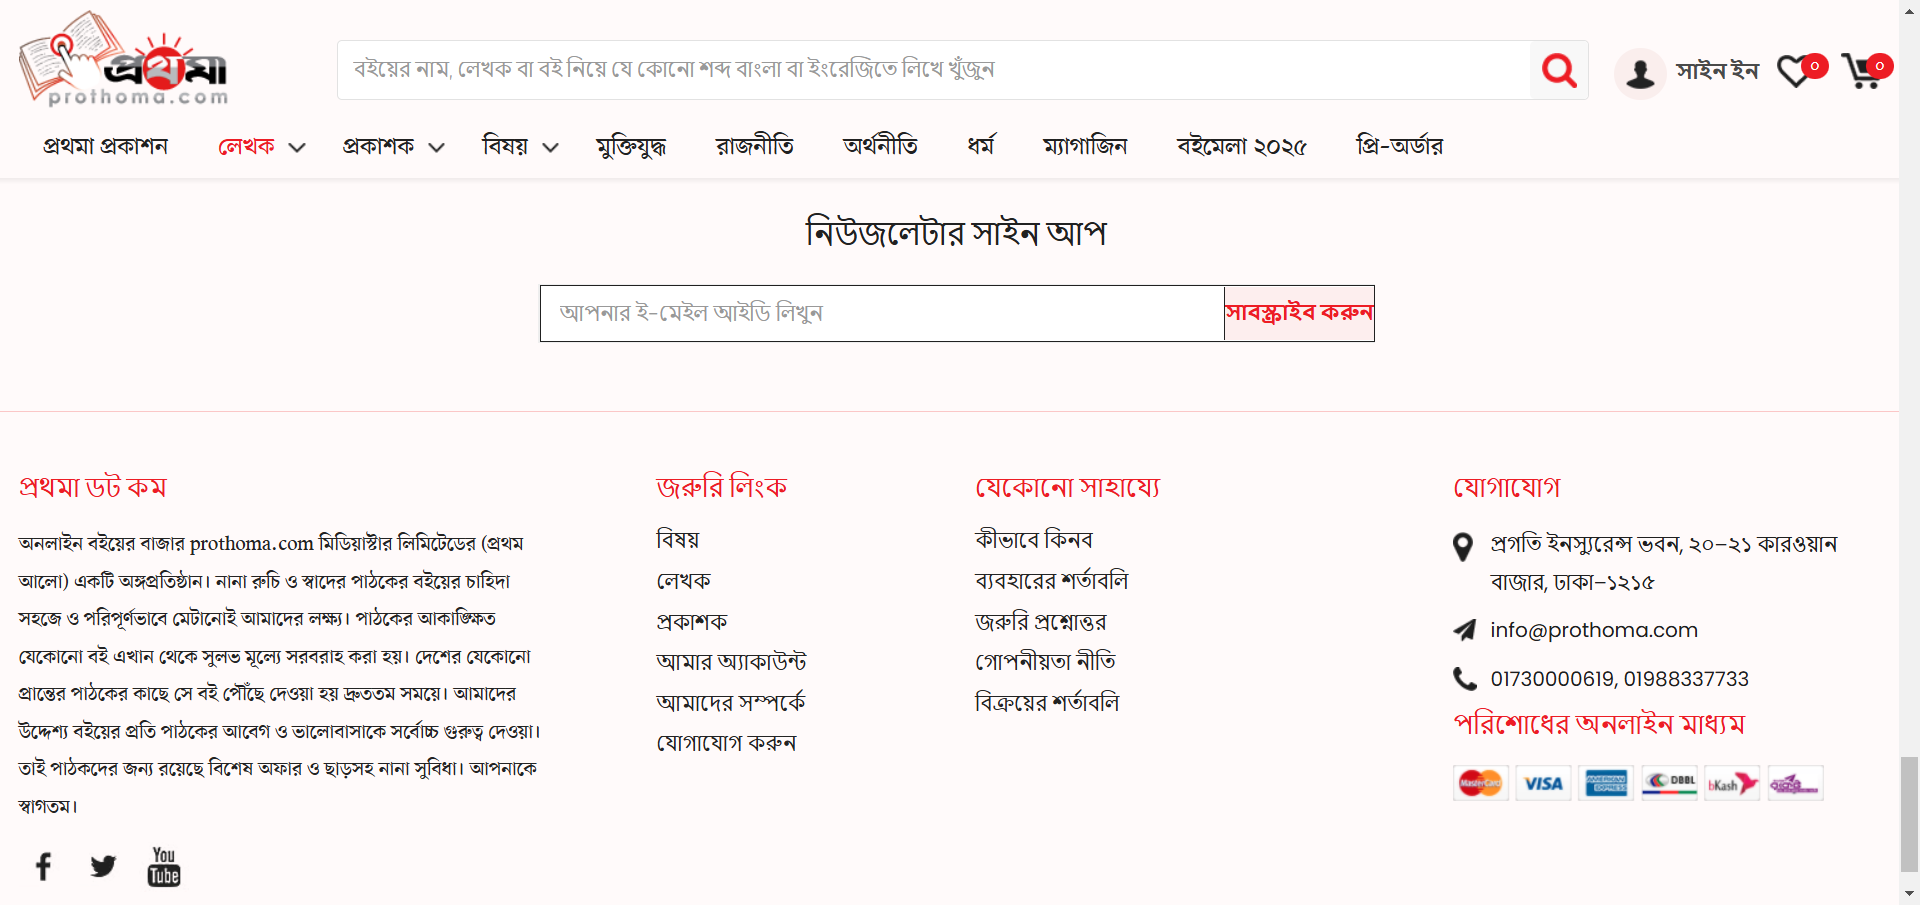 প্রথমা
prothoma.com
বইয়ের নাম, লেখক বা বই নিয়ে যে কোনো শব্দ বাংলা বা ইংরেজিতে লিখে খুঁজুন
সাইন ইন
০
০
প্রথমা প্রকাশন লেখক প্রকাশক বিষয় মুক্তিযুদ্ধ রাজনীতি অর্থনীতি ধর্ম ম্যাগাজিন বইমেলা ২০২৫ প্রি-অর্ডার
নিউজলেটার সাইন আপ
আপনার ই-মেইল আইডি লিখুন
সাবস্ক্রাইব করুন
প্রথমা ডট কম
অনলাইন বইয়ের বাজার prothoma.com মিডিয়াস্টার লিমিটেডের (প্রথম
আলো) একটি অঙ্গপ্রতিষ্ঠান। নানা রুচি ও স্বাদের পাঠকের বইয়ের চাহিদা
সহজে ও পরিপূর্ণভাবে মেটানোই আমাদের লক্ষ্য। পাঠকের আকাঙ্ক্ষিত
যেকোনো বই এখান থেকে সুলভ মূল্যে সরবরাহ করা হয়। দেশের যেকোনো
প্রান্তের পাঠকের কাছে সে বই পৌঁছে দেওয়া হয় দ্রুততম সময়ে। আমাদের
উদ্দেশ্য বইয়ের প্রতি পাঠকের আবেগ ও ভালোবাসাকে সর্বোচ্চ গুরুত্ব দেওয়া।
তাই পাঠকদের জন্য রয়েছে বিশেষ অফার ও ছাড়সহ নানা সুবিধা। আপনাকে
স্বাগতম।
You
Tube
জরুরি লিংক
বিষয়
লেখক
প্রকাশক
আমার অ্যাকাউন্ট
আমাদের সম্পর্কে
যোগাযোগ করুন
যেকোনো সাহায্যে
কীভাবে কিনব
ব্যবহারের শর্তাবলি
জরুরি প্রশ্নোত্তর
গোপনীয়তা নীতি
বিক্রয়ের শর্তাবলি
যোগাযোগ
প্রগতি ইনস্যুরেন্স ভবন, ২০–২১ কারওয়ান
বাজার, ঢাকা–১২১৫
info@prothoma.com
01730000619, 01988337733
পরিশোধের অনলাইন মাধ্যম
MasterCard VISA AMERICAN EXPRESS DBBL bKash